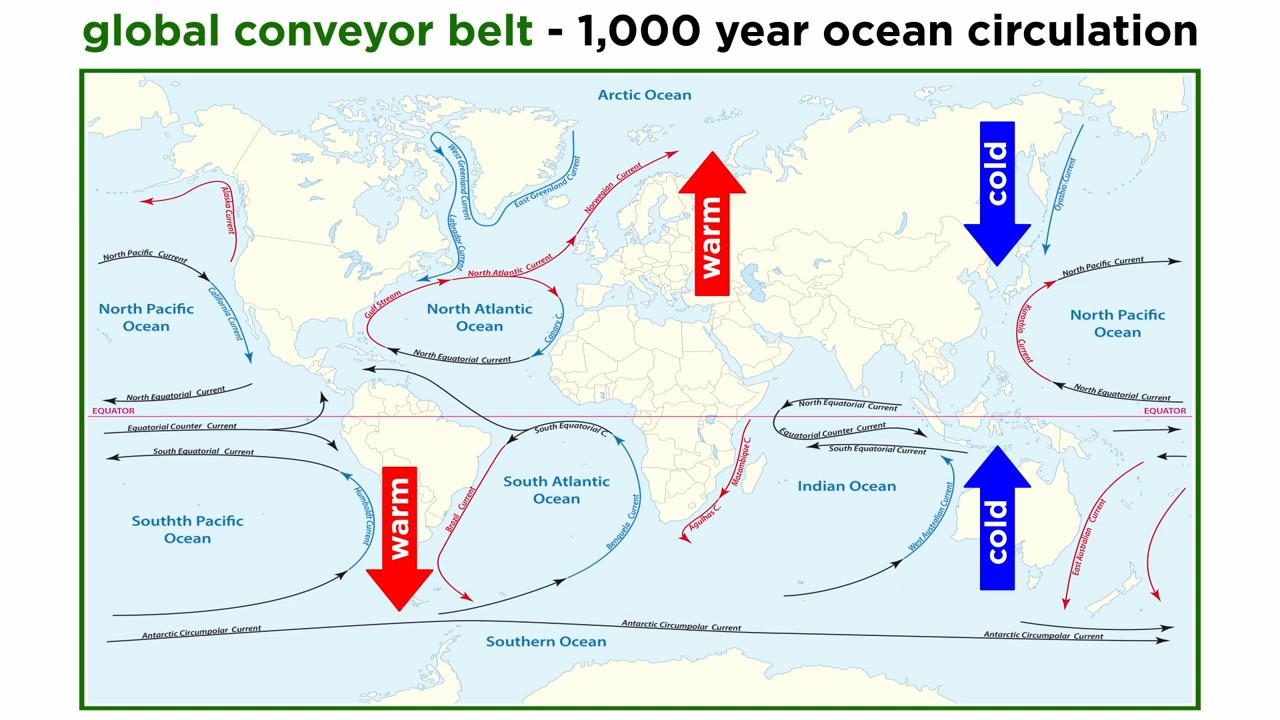 global conveyor belt - 1,000 year ocean circulation
Arctic Ocean
West Greenland Current
East Greenland Current
Norwegian Current
warm
cold
Oyashio Current
Alaska Current
Labrador Current
North Pacific Current
North Atlantic Current
North Pacific Current
California Current
Gulf Stream
North Pacific
Ocean
North Atlantic
Ocean
Canary C.
Kuroshio Current
North Pacific
Ocean
North Equatorial Current
North Equatorial Current
North Equatorial Current
North Equatorial Current
EQUATOR
EQUATOR
Equatorial Counter Current
South Equatorial C.
Equatorial Counter Current
South Equatorial Current
South Equatorial Current
Mozambique C.
warm
South Atlantic
Ocean
Indian Ocean
cold
Southth Pacific
Ocean
Humboldt Current
Brazil Current
Benguela Current
Agulhas C.
West Australian Current
East Australian Current
Antarctic Circumpolar Current
Antarctic Circumpolar Current
Antarctic Circumpolar Current
Southern Ocean